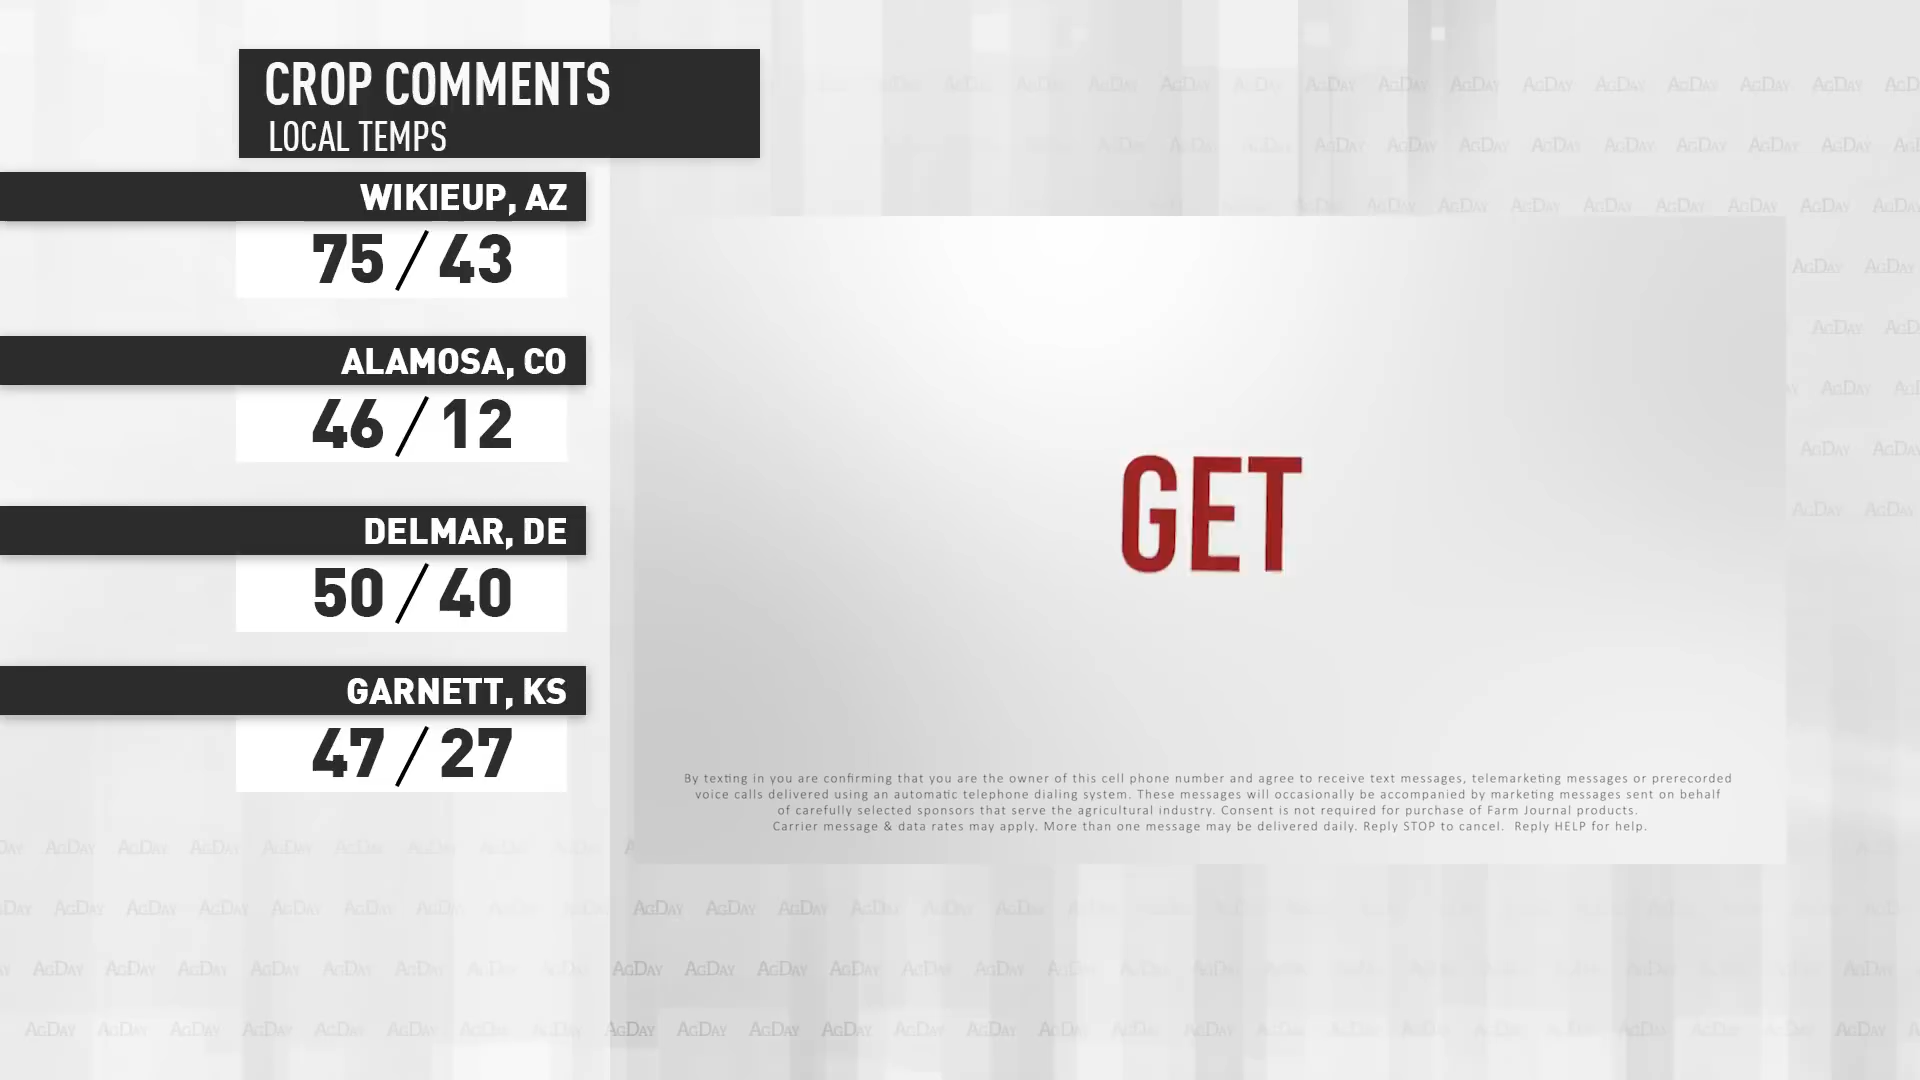 CROP COMMENTS
LOCAL TEMPS
WIKIEUP, AZ
75/43
ALAMOSA, CO
46/12
DELMAR, DE
50/40
GARNETT, KS
47/27
GET
By texting in you are confirming that you are the owner of this cell phone number and agree to receive text messages, telemarketing messages or prerecorded
voice calls delivered using an automatic telephone dialing system. These messages will occasionally be accompanied by marketing messages sent on behalf
of carefully selected sponsors that serve the agricultural industry. Consent is not required for purchase of Farm Journal products.
Carrier message & data rates may apply. More than one message may be delivered daily. Reply STOP to cancel. Reply HELP for help.